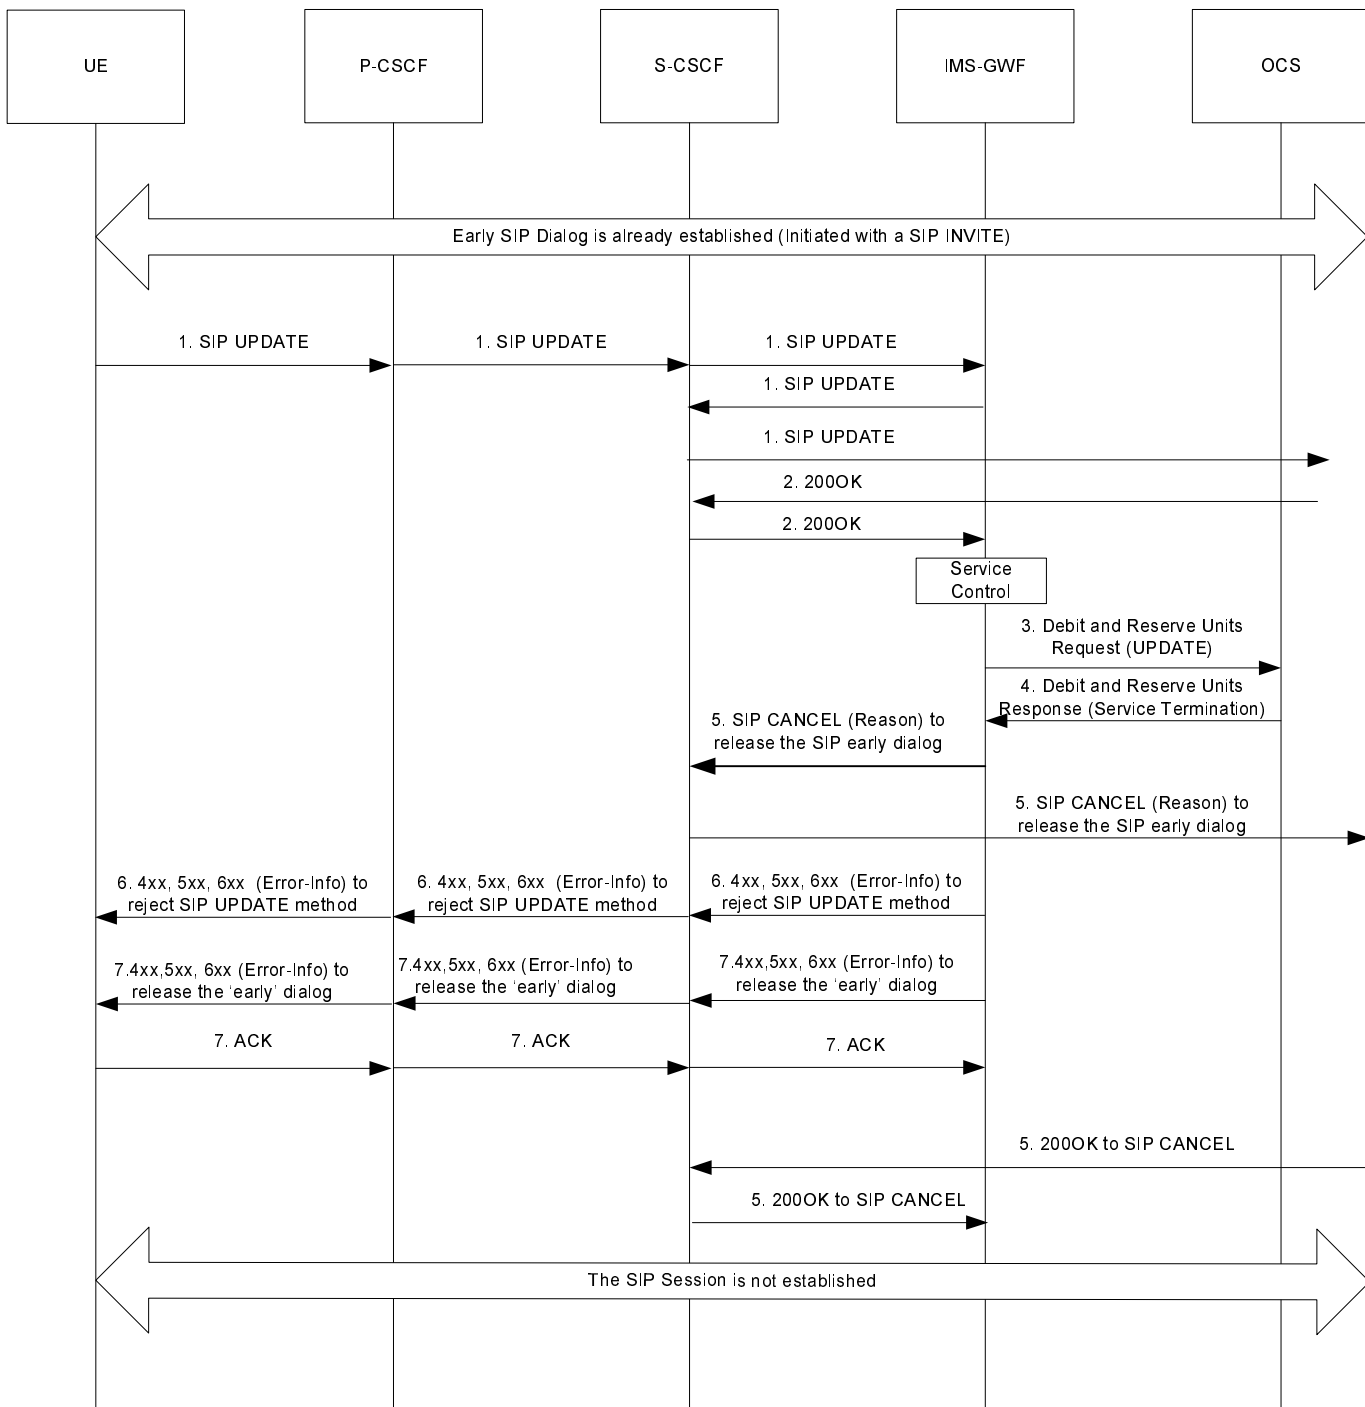 UE
P-CSCF
S-CSCF
IMS-GWF
OCS
Early SIP Dialog is already established (Initiated with a SIP INVITE)
1. SIP UPDATE
1. SIP UPDATE
1. SIP UPDATE
1. SIP UPDATE
1. SIP UPDATE
2. 200OK
2. 200OK
Service
Control
3. Debit and Reserve Units
Request (UPDATE)
4. Debit and Reserve Units
Response (Service Termination)
5. SIP CANCEL (Reason) to
release the SIP early dialog
5. SIP CANCEL (Reason) to
release the SIP early dialog
6. 4xx, 5xx, 6xx (Error-Info) to
reject SIP UPDATE method
6. 4xx, 5xx, 6xx (Error-Info) to
reject SIP UPDATE method
6. 4xx, 5xx, 6xx (Error-Info) to
reject SIP UPDATE method
7.4xx,5xx, 6xx (Error-Info) to
release the ‘early’ dialog
7.4xx,5xx, 6xx (Error-Info) to
release the ‘early’ dialog
7.4xx,5xx, 6xx (Error-Info) to
release the ‘early’ dialog
7. ACK
7. ACK
7. ACK
5. 200OK to SIP CANCEL
5. 200OK to SIP CANCEL
The SIP Session is not established